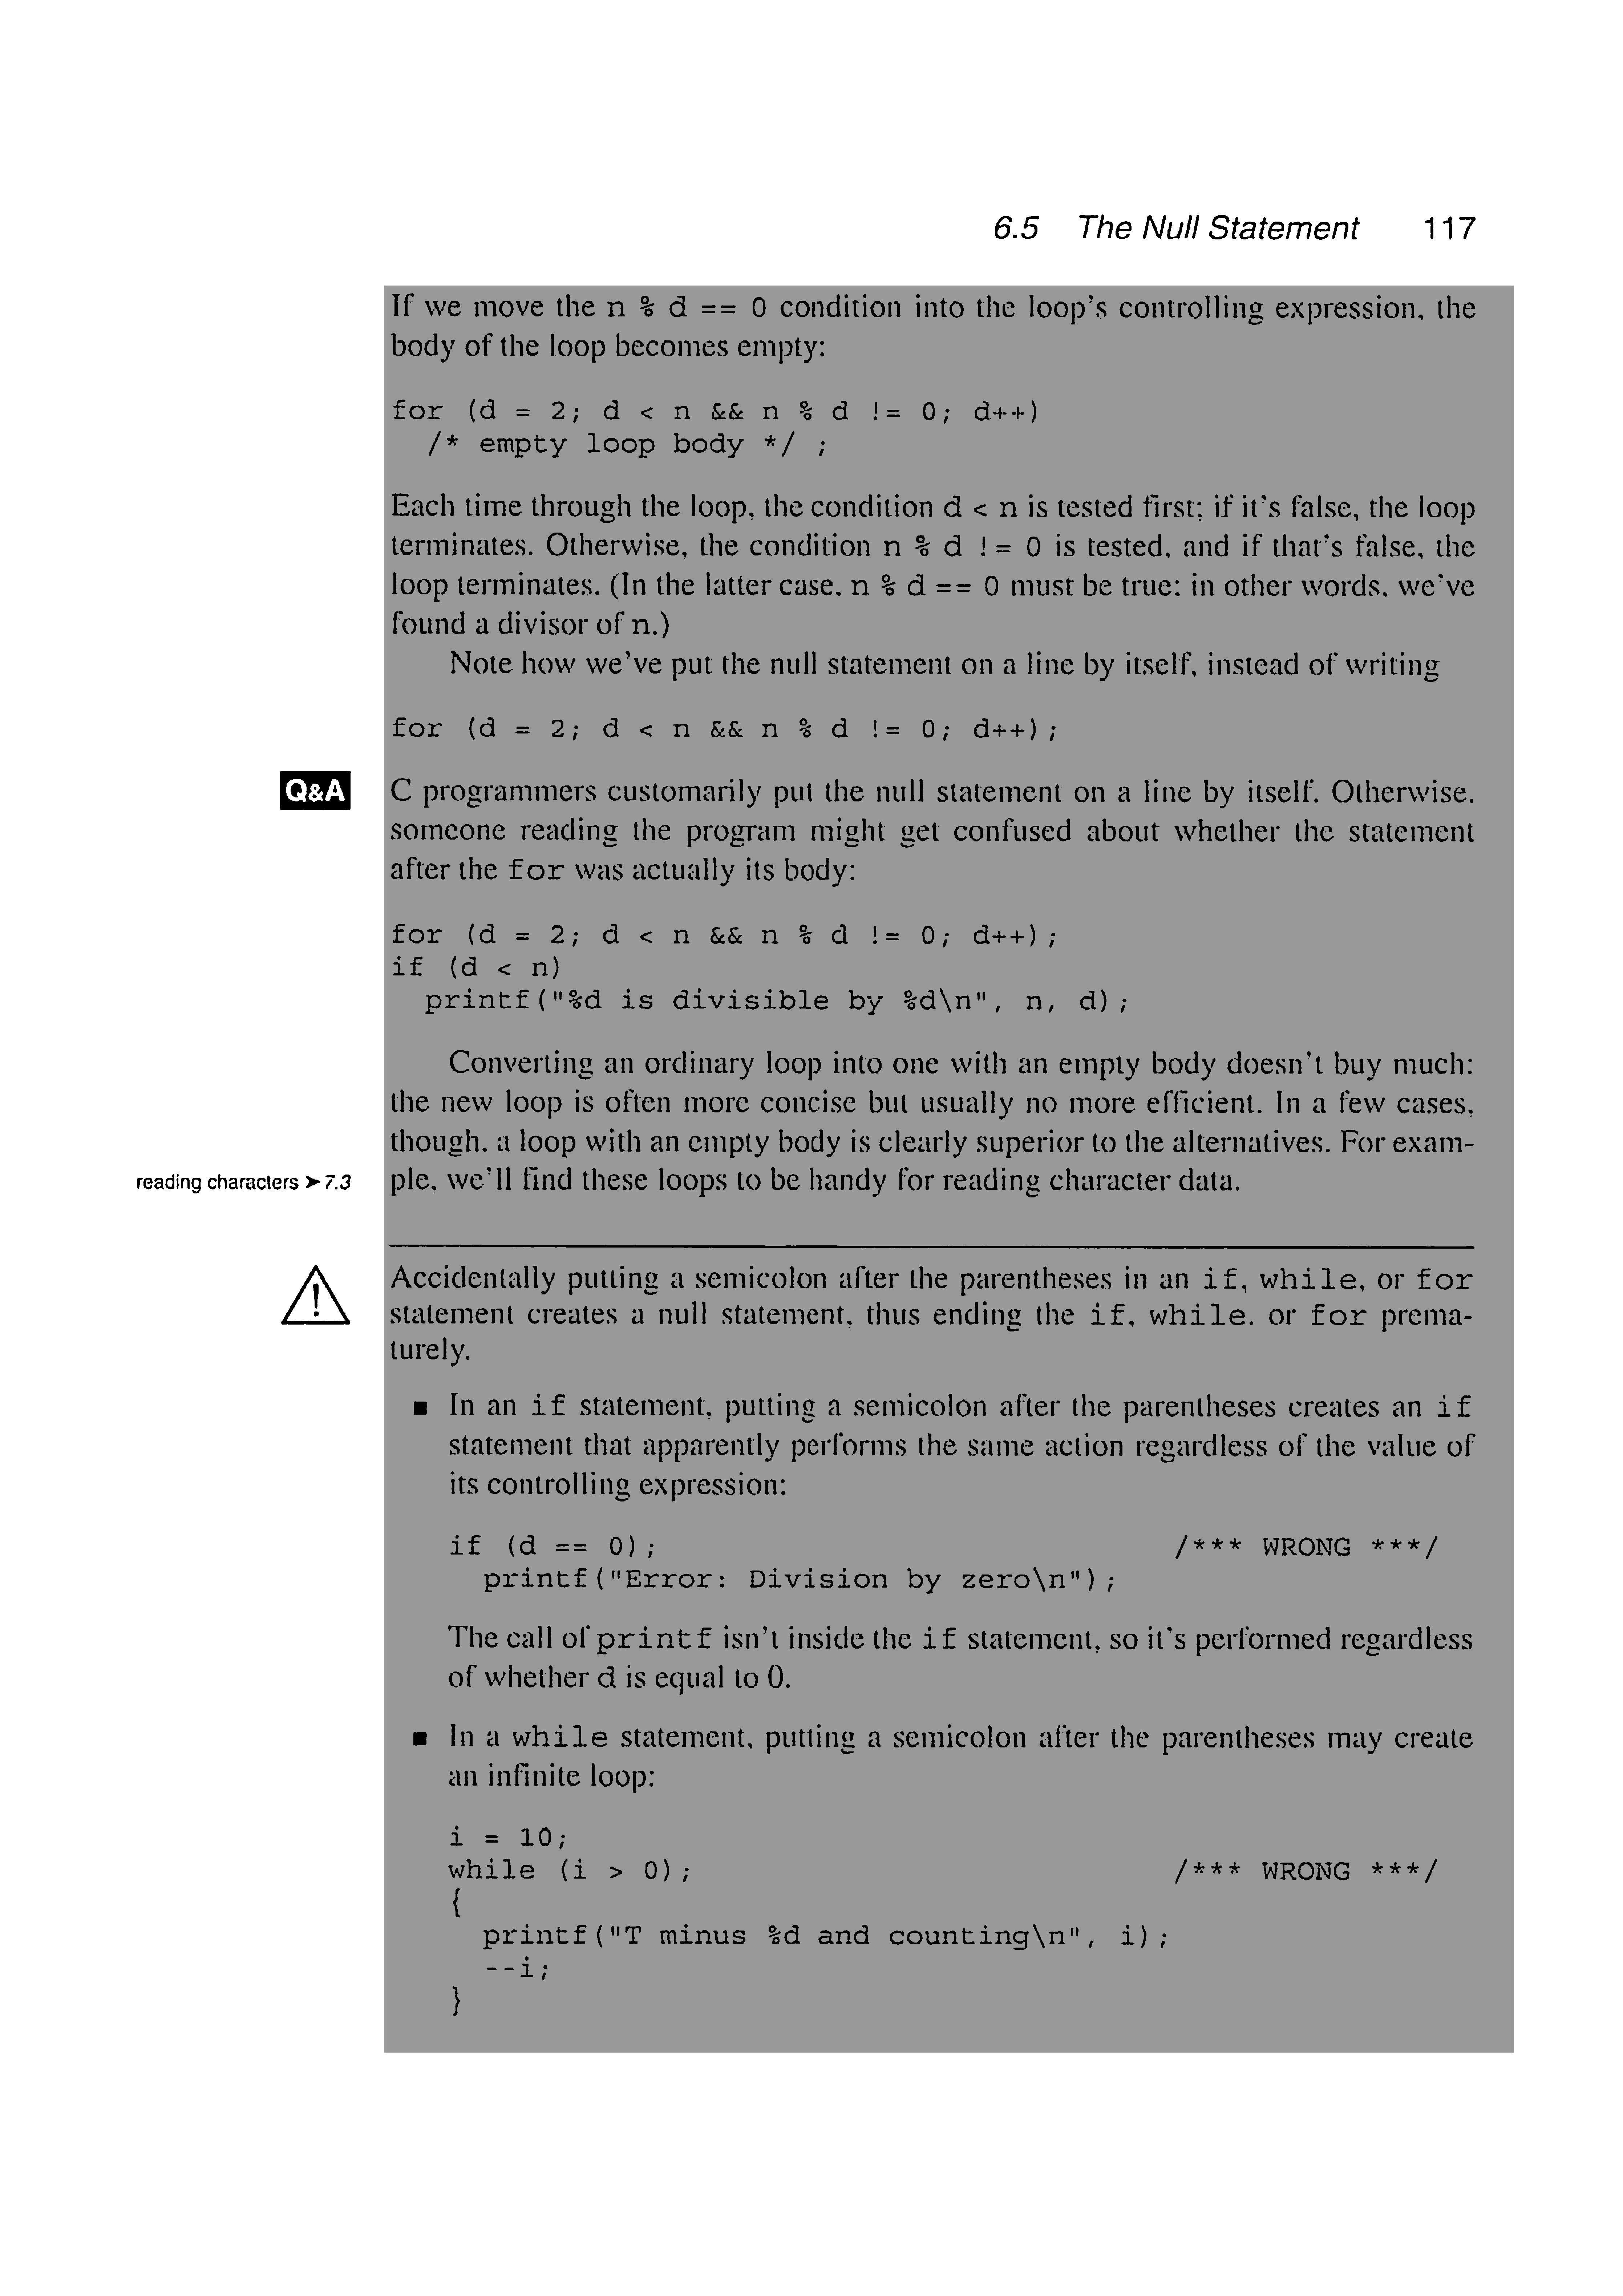 6.5 The Null Statement 117
If we move the n % d == 0 condition into the loop's controlling expression, the
body of the loop becomes empty:
for (d = 2; d < n && n % d != 0; d++)
/* empty loop body */ ;
Each time through the loop, the condition d < n is tested first; if it's false, the loop
terminates. Otherwise, the condition n % d != 0 is tested, and if that's false, the
loop terminates. (In the latter case, n % d == 0 must be true; in other words, we've
found a divisor of n.)
Note how we've put the null statement on a line by itself, instead of writing
for (d = 2; d < n && n % d != 0; d++);
Q&A
C programmers customarily put the null statement on a line by itself. Otherwise,
someone reading the program might get confused about whether the statement
after the for was actually its body:
for (d = 2; d < n && n % d != 0; d++);
if (d < n)
printf("%d is divisible by %d\n", n, d);
Converting an ordinary loop into one with an empty body doesn't buy much:
the new loop is often more concise but usually no more efficient. In a few cases,
though, a loop with an empty body is clearly superior to the alternatives. For exam-
reading characters ➤ 7.3
ple, we'll find these loops to be handy for reading character data.
Accidentally putting a semicolon after the parentheses in an if, while, or for
statement creates a null statement, thus ending the if, while, or for prema-
turely.
■ In an if statement, putting a semicolon after the parentheses creates an if
statement that apparently performs the same action regardless of the value of
its controlling expression:
if (d == 0); /*** WRONG ***/
printf("Error: Division by zero\n");
The call of printf isn't inside the if statement, so it's performed regardless
of whether d is equal to 0.
■ In a while statement, putting a semicolon after the parentheses may create
an infinite loop:
i = 10;
while (i > 0); /*** WRONG ***/
{
printf("T minus %d and counting\n", i);
--i;
}